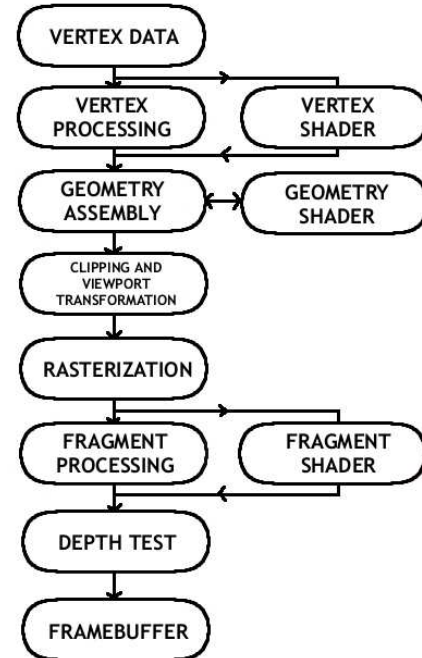 VERTEX DATA
VERTEX
PROCESSING
VERTEX
SHADER
GEOMETRY
ASSEMBLY
GEOMETRY
SHADER
CLIPPING AND
VIEWPORT
TRANSFORMATION
RASTERIZATION
FRAGMENT
PROCESSING
FRAGMENT
SHADER
DEPTH TEST
FRAMEBUFFER